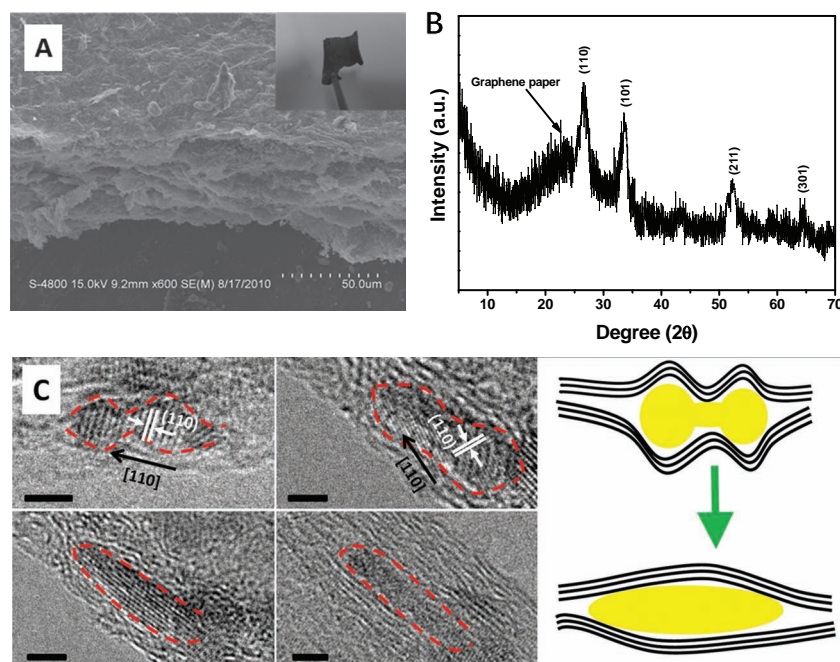 A
S-4800 15.0kV 9.2mm x600 SE(M) 8/17/2010
50.0um
B
Intensity (a.u.)
Graphene paper
(110)
(101)
(211)
(301)
10 20 30 40 50 60 70
Degree (2θ)
C
(110)
[110]
(110)
[110]